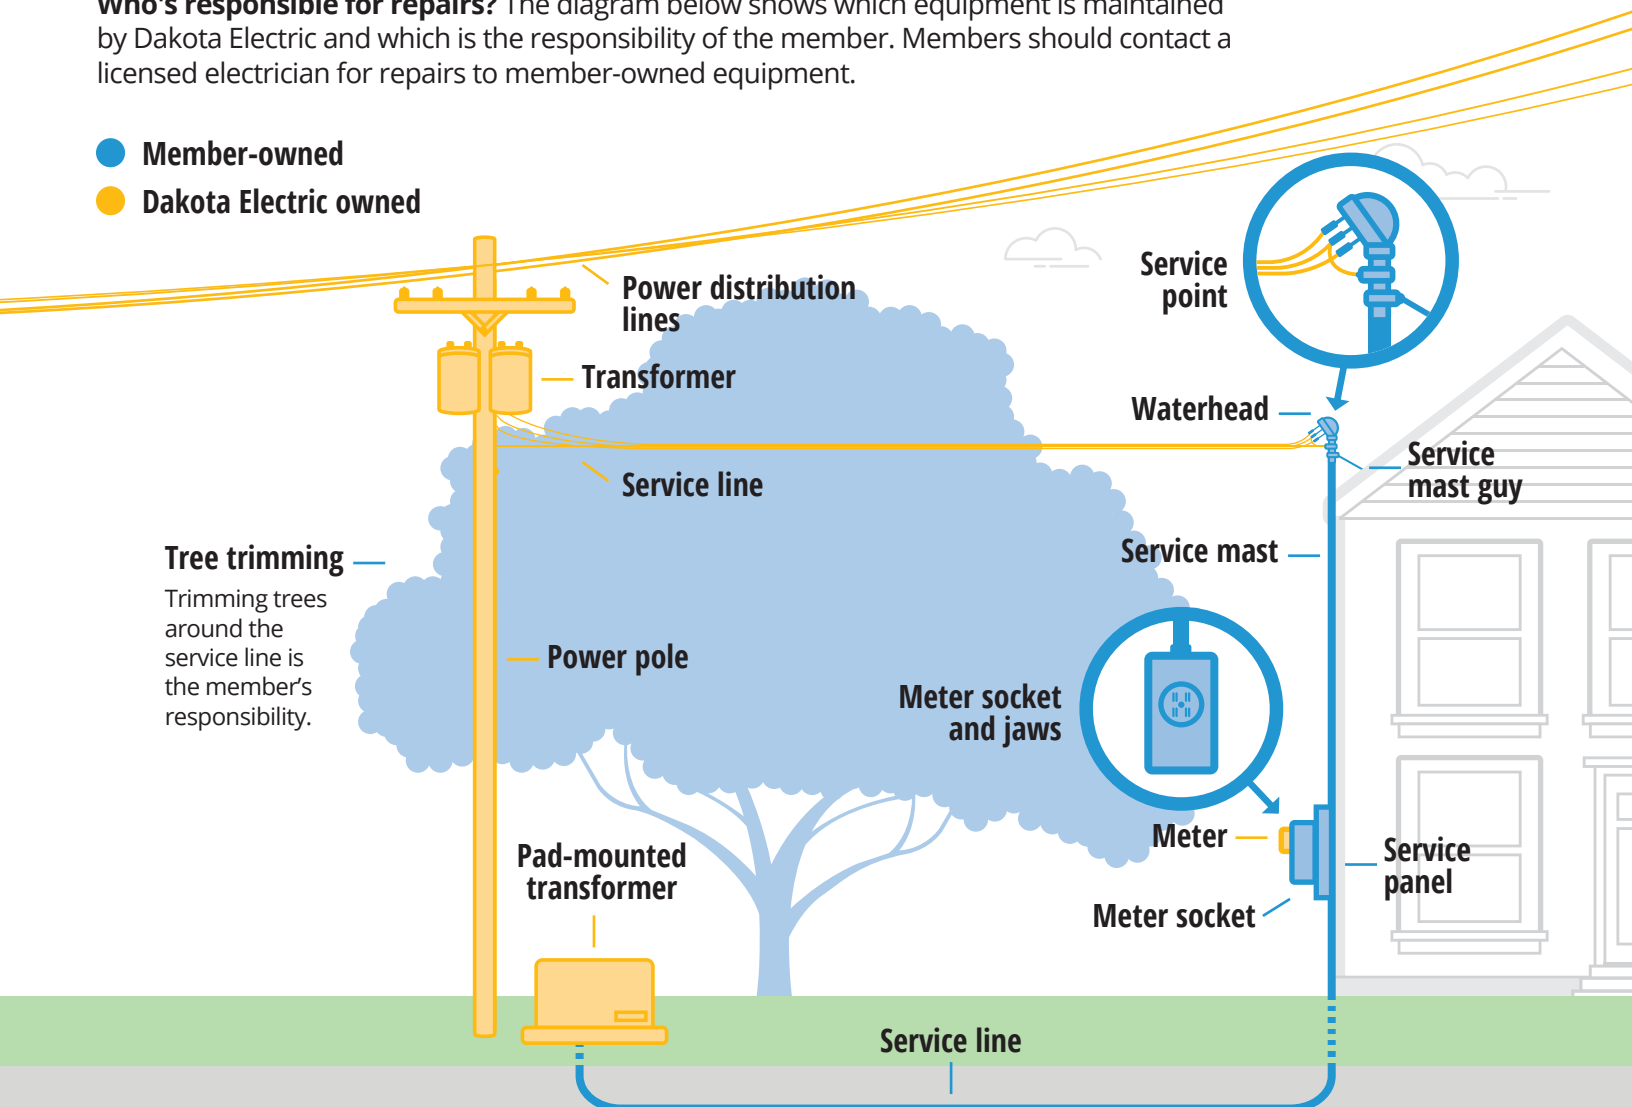 Who's responsible for repairs? The diagram below shows which equipment is maintained
by Dakota Electric and which is the responsibility of the member. Members should contact a
licensed electrician for repairs to member-owned equipment.
Member-owned
Dakota Electric owned
Service
point
Power distribution
lines
Transformer
Waterhead
Service
mast guy
Service line
Tree trimming
Trimming trees
around the
service line is
the member's
responsibility.
Service mast
Power pole
Meter socket
and jaws
Meter
Service
panel
Pad-mounted
transformer
Meter socket
Service line